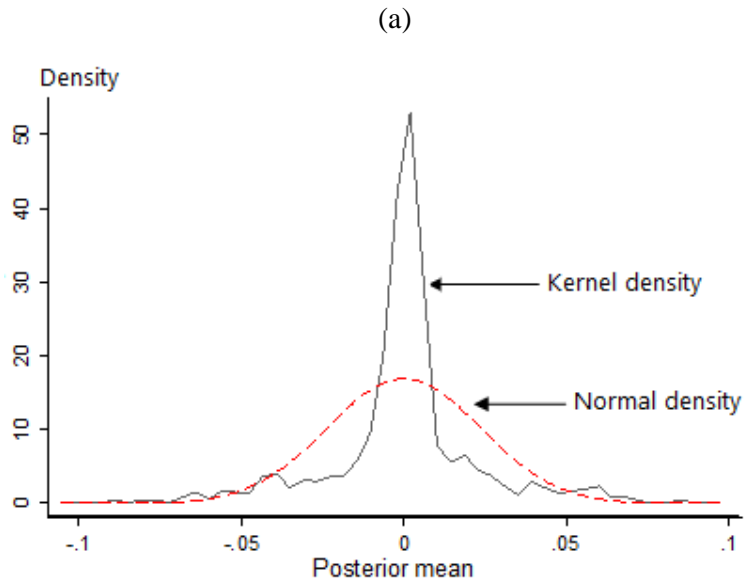 (a)
Density
50
40
30
Kernel density
20
Normal density
10
0
-.1 -.05 0 .05 .1
Posterior mean